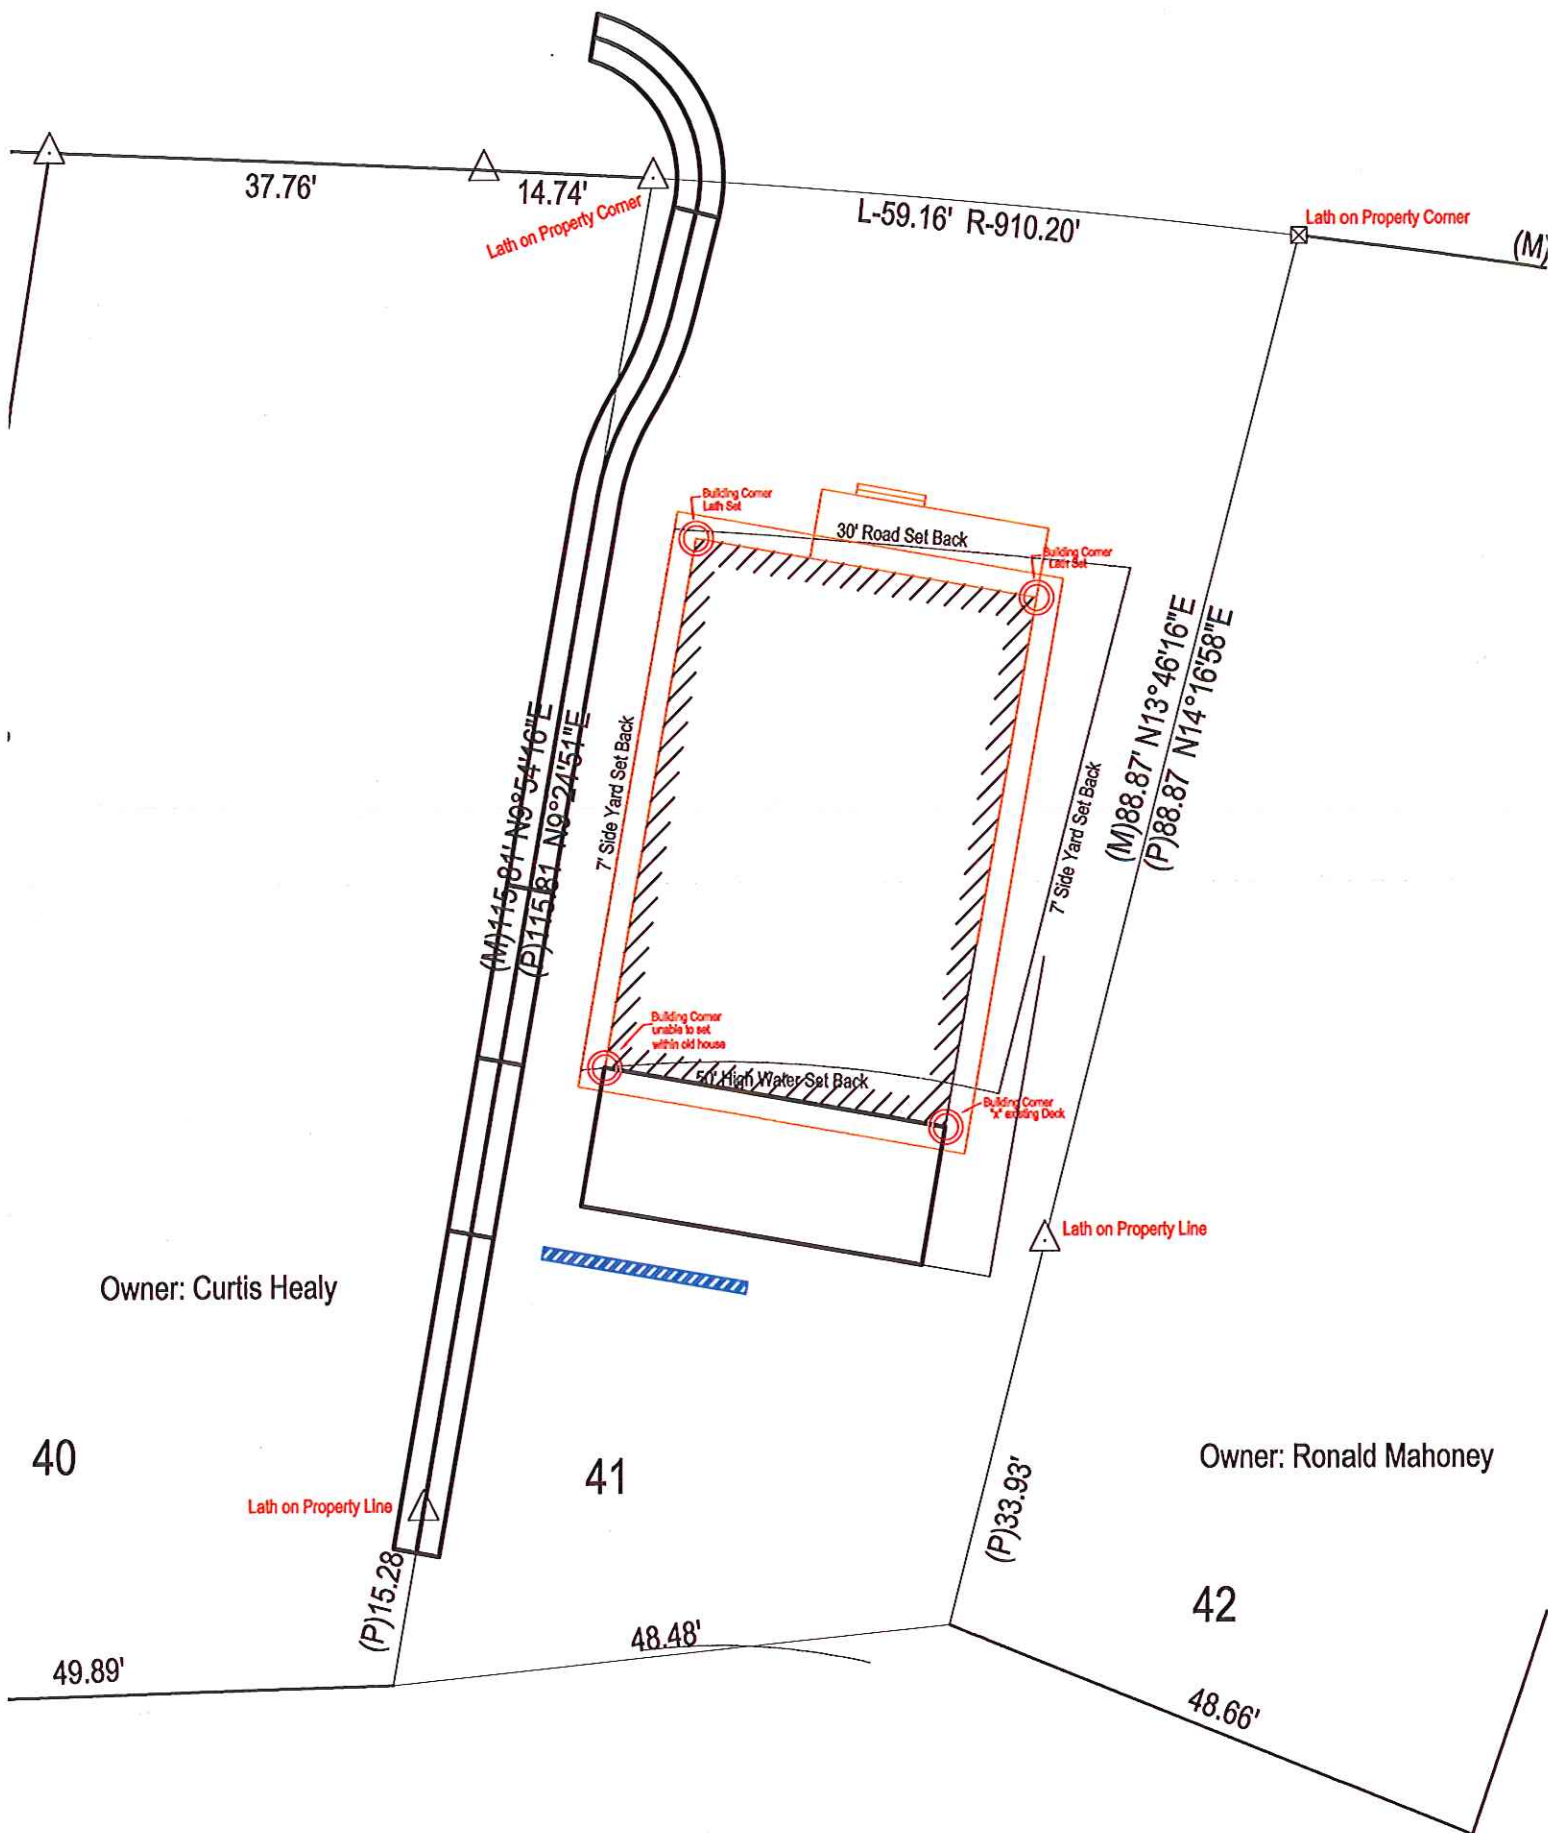 37.76'
14.74'
Lath on Property Corner
L-59.16' R-910.20'
Lath on Property Corner
(M)
Building Corner
Lath Set
30' Road Set Back
Building Corner
Lath Set
(M)115.81' N9°54'16"E
(P)115.81 N9°24'51"E
7' Side Yard Set Back
7' Side Yard Set Back
(M)88.87' N13°46'16"E
(P)88.87 N14°16'58"E
Building Corner
unable to set
within old house
50' High Water Set Back
Building Corner
"x" existing Deck
Lath on Property Line
Owner: Curtis Healy
40
41
Owner: Ronald Mahoney
Lath on Property Line
(P)15.28
(P)33.93'
42
49.89'
48.48'
48.66'